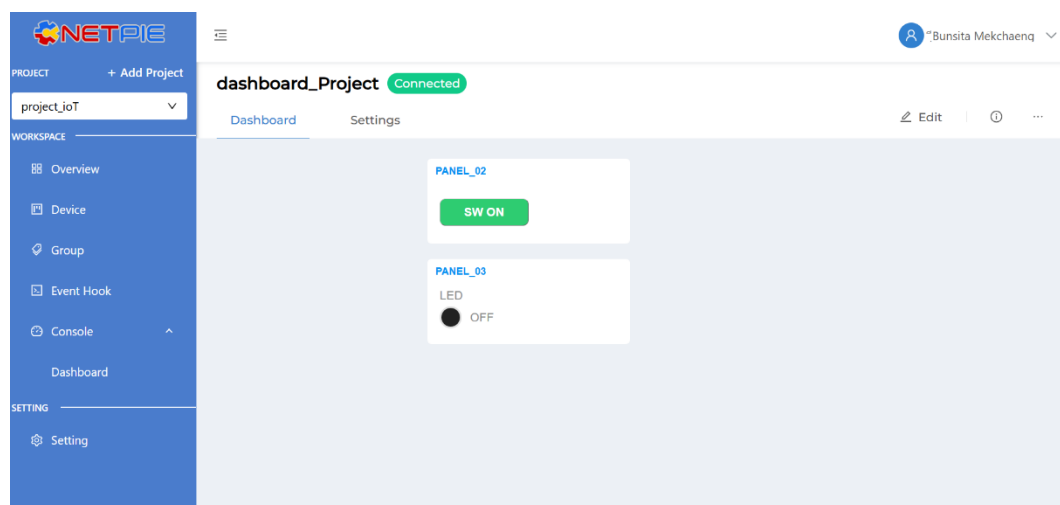 NETPIE
Bunsita Mekchaeng
PROJECT + Add Project
project_ioT
WORKSPACE
Overview
Device
Group
Event Hook
Console
Dashboard
SETTING
Setting
dashboard_Project Connected
Dashboard Settings
Edit
PANEL_02
SW ON
PANEL_03
LED
OFF